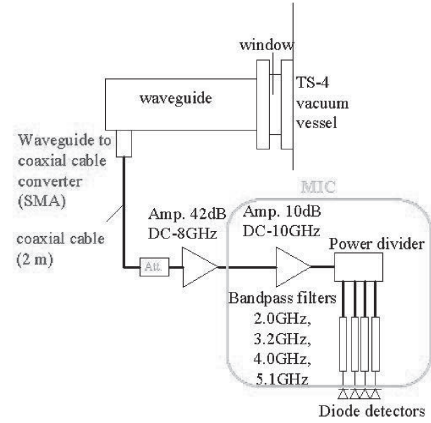 window
waveguide
TS-4
vacuum
vessel
Waveguide to
coaxial cable
converter
(SMA)
coaxial cable
(2 m)
MIC
Amp. 42dB
DC-8GHz
Amp. 10dB
DC-10GHz
Power divider
Att.
Bandpass filters
2.0GHz,
3.2GHz,
4.0GHz,
5.1GHz
Diode detectors